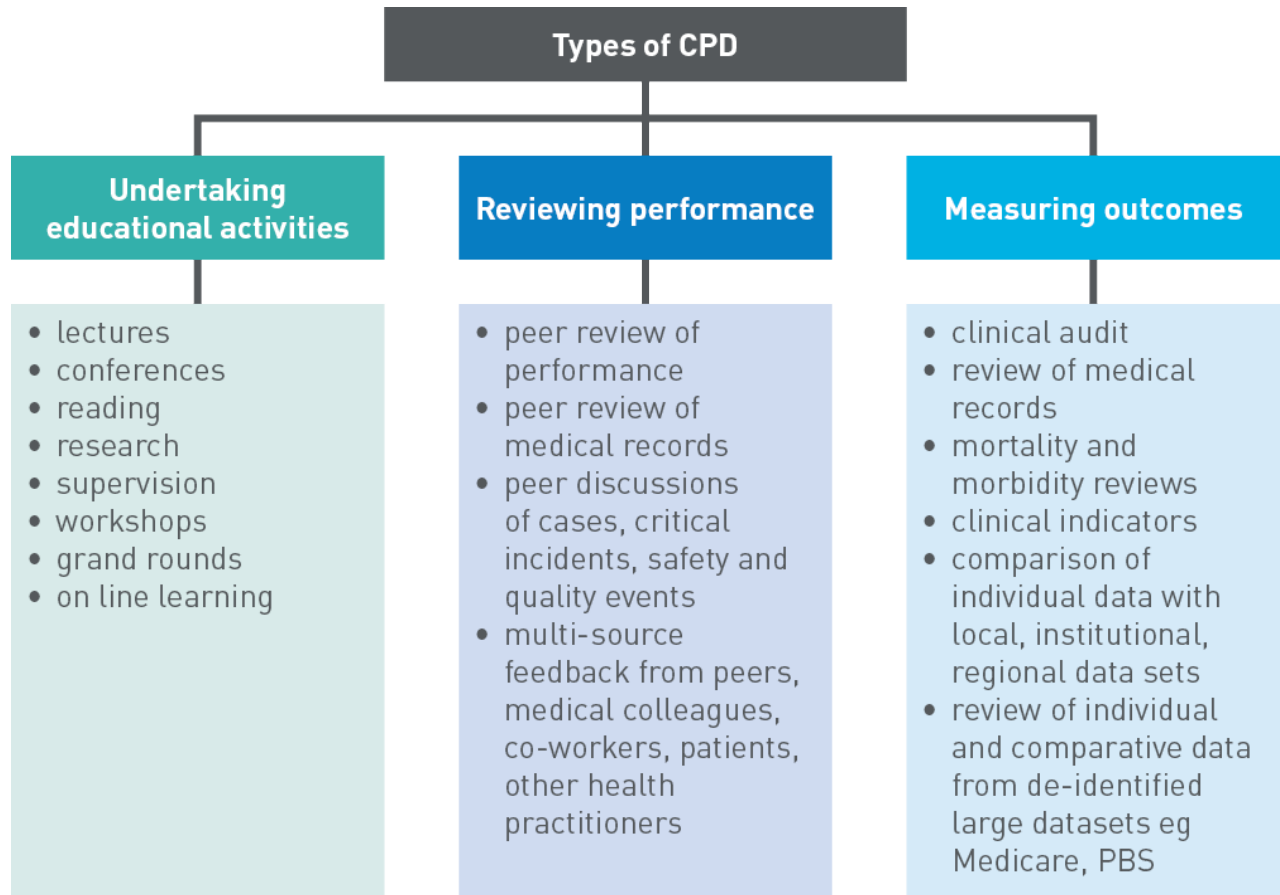 Types of CPD
Undertaking
educational activities
• lectures
• conferences
• reading
• research
• supervision
• workshops
• grand rounds
• on line learning
Reviewing performance
• peer review of
performance
• peer review of
medical records
• peer discussions
of cases, critical
incidents, safety and
quality events
• multi-source
feedback from peers,
medical colleagues,
co-workers, patients,
other health
practitioners
Measuring outcomes
• clinical audit
• review of medical
records
• mortality and
morbidity reviews
• clinical indicators
• comparison of
individual data with
local, institutional,
regional data sets
• review of individual
and comparative data
from de-identified
large datasets eg
Medicare, PBS